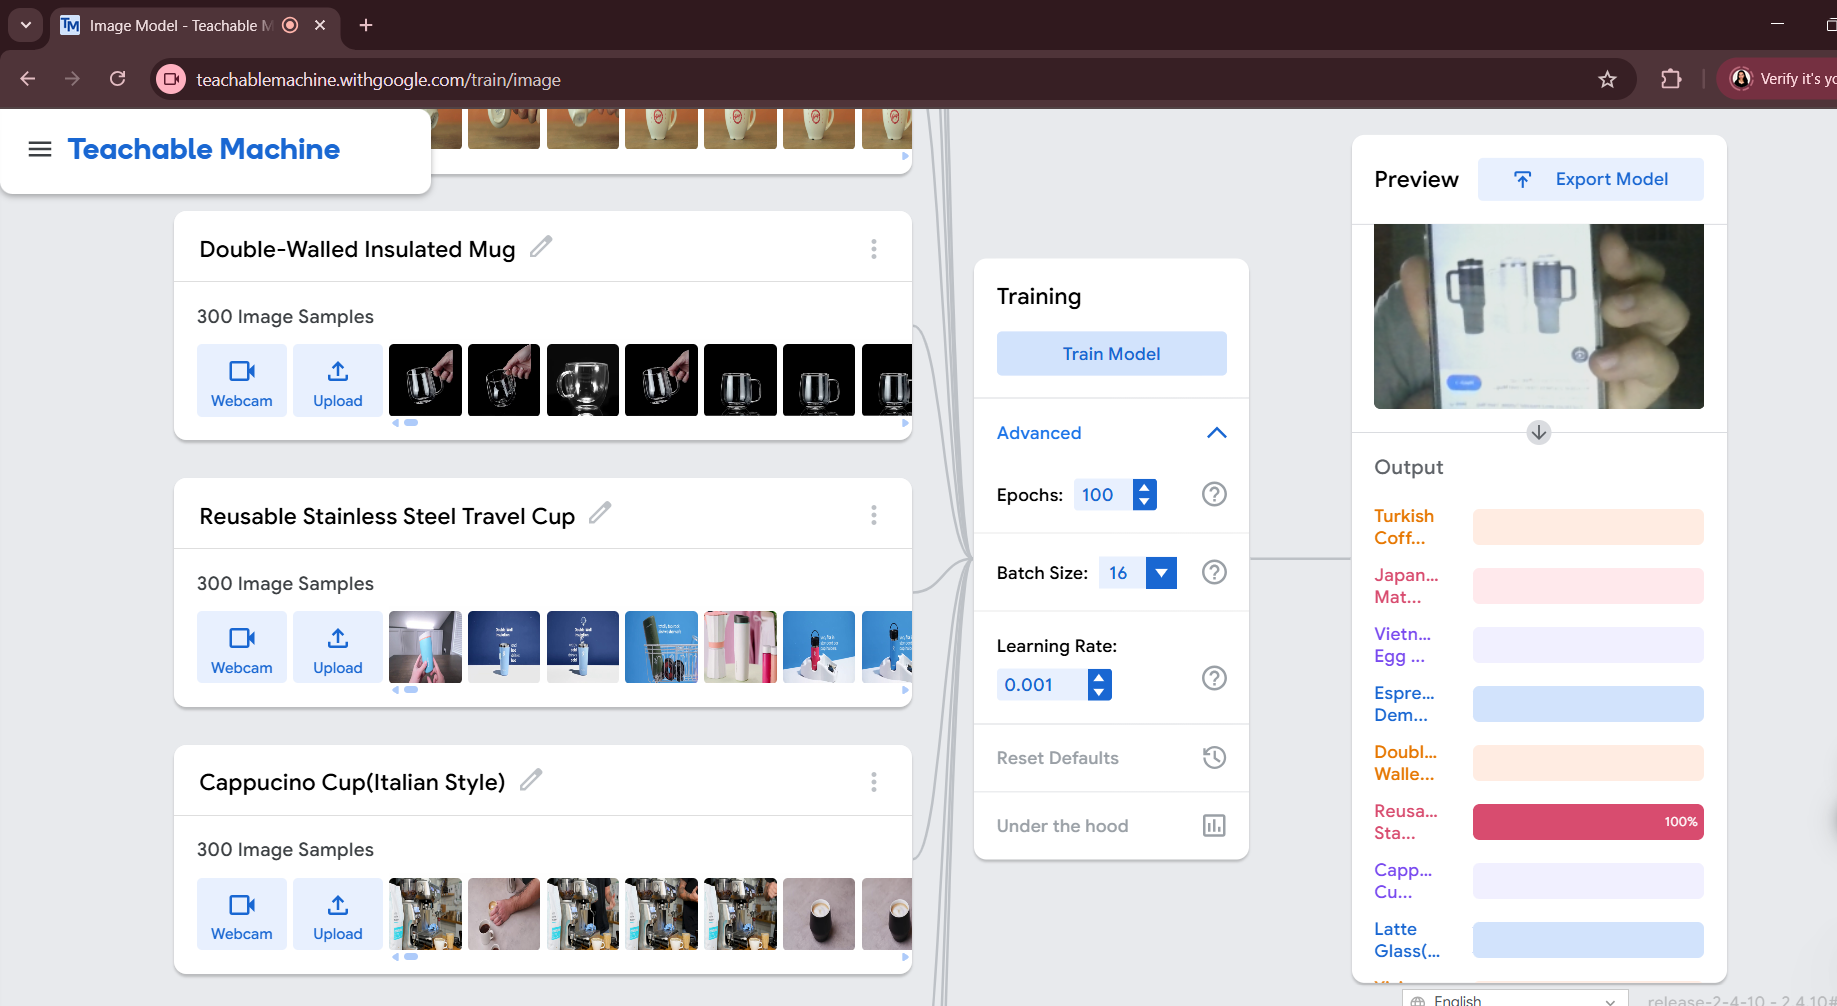 Image Model - Teachable M
teachablemachine.withgoogle.com/train/image
Verify it's yo
Teachable Machine
Preview
Export Model
Double-Walled Insulated Mug
300 Image Samples
Webcam
Upload
Training
Train Model
Advanced
Epochs: 100
Batch Size: 16
Learning Rate:
0.001
Reset Defaults
Under the hood
Reusable Stainless Steel Travel Cup
300 Image Samples
Webcam
Upload
Cappucino Cup(Italian Style)
300 Image Samples
Webcam
Upload
Output
Turkish
Coff...
Japan...
Mat...
Vietn...
Egg ...
Espre...
Dem...
Doubl...
Walle...
Reusa...
Sta...
100%
Capp...
Cu...
Latte
Glass(...
English
release-2-4-10 - 2.4.10#